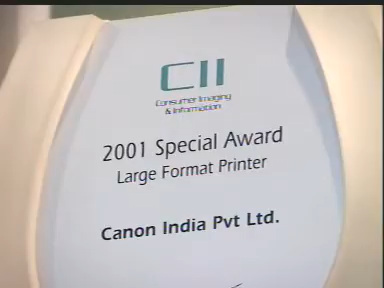 CII
Consumer Imaging
& Information
2001 Special Award
Large Format Printer
Canon India Pvt Ltd.